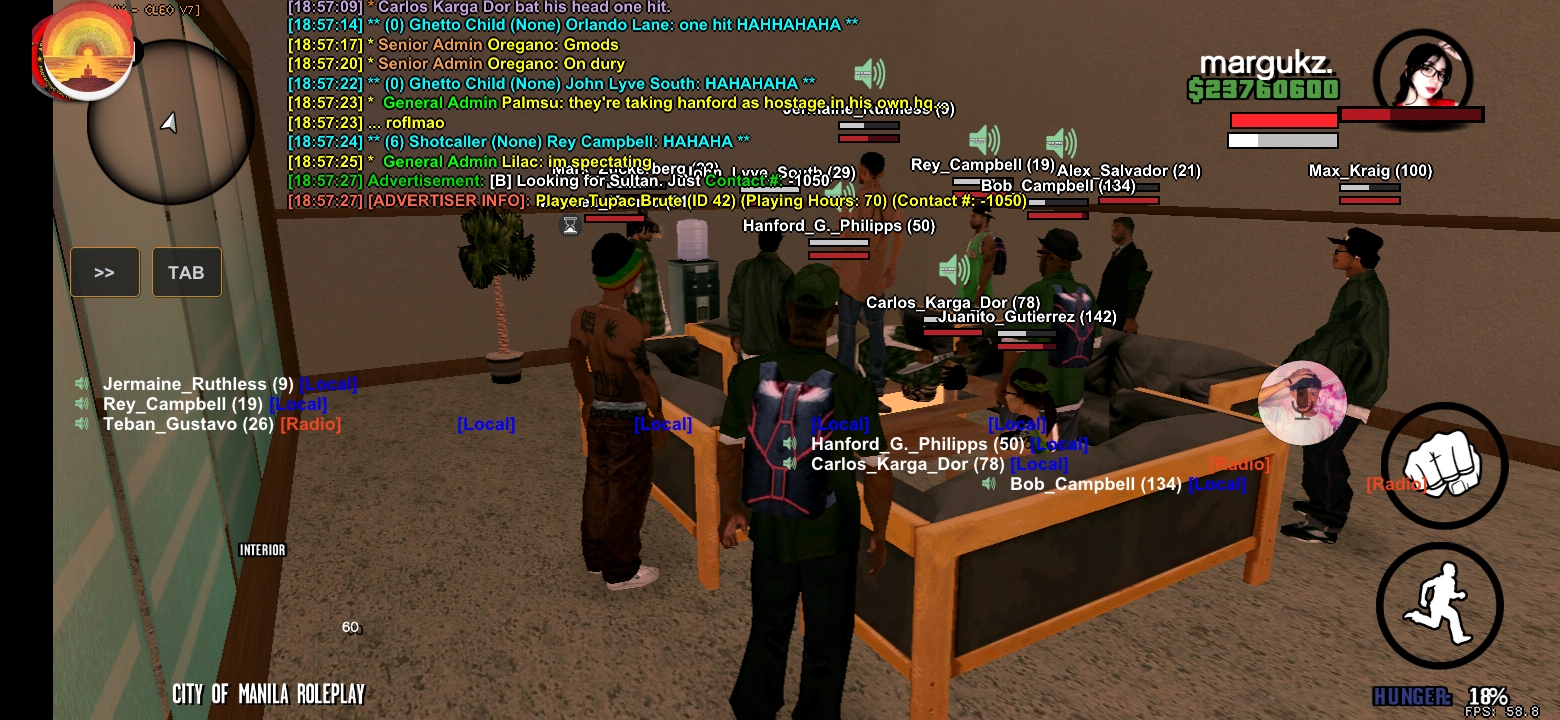 - CLEO V7]
[18:57:09] * Carlos Karga Dor bat his head one hit.
[18:57:14] ** (0) Ghetto Child (None) Orlando Lane: one hit HAHHAHAHA **
[18:57:17] * Senior Admin Oregano: Gmods
[18:57:20] * Senior Admin Oregano: On dury
[18:57:22] ** (0) Ghetto Child (None) John Lyve South: HAHAHAHA **
[18:57:23] * General Admin Palmsu: they're taking hanford as hostage in his own hq..
[18:57:23] ... roflmao
[18:57:24] ** (6) Shotcaller (None) Rey Campbell: HAHAHA **
[18:57:25] * General Admin Lilac: im spectating
[18:57:27] Advertisement: [B] Looking for Sultan. Just Contact #: -1050
[18:57:27] [ADVERTISER INFO]: Player Tupac Brute (ID 42) (Playing Hours: 70) (Contact #: -1050)
margukz.
$23760600
Jermaine_Ruthless (9)
Rey_Campbell (19)
Alex_Salvador (21)
Max_Kraig (100)
Bob_Campbell (134)
Hanford_G._Philipps (50)
Carlos_Karga_Dor (78)
Juanito_Gutierrez (142)
>>
TAB
Jermaine_Ruthless (9) [Local]
Rey_Campbell (19) [Local]
Teban_Gustavo (26) [Radio] [Local] [Local] [Local] [Local]
Hanford_G._Philipps (50) [Local]
Carlos_Karga_Dor (78) [Local] [Radio]
Bob_Campbell (134) [Local] [Radio]
INTERIOR
60
CITY OF MANILA ROLEPLAY
HUNGER: 18%
FPS: 58.8